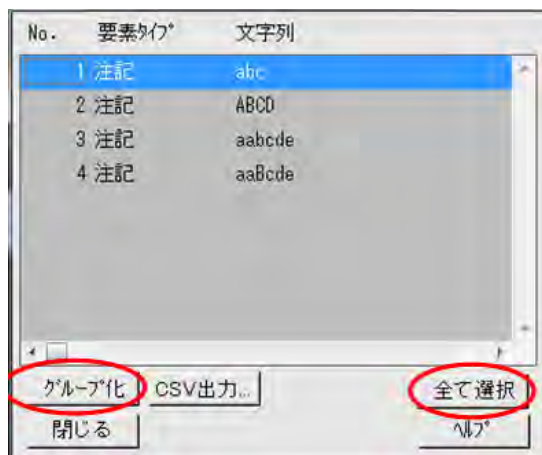 No. 要素ﾀｲﾌﾟ 文字列
1 注記 abc
2 注記 ABCD
3 注記 aabcde
4 注記 aaBcde
ｸﾞﾙｰﾌﾟ化 CSV出力... 全て選択
閉じる ﾍﾙﾌﾟ